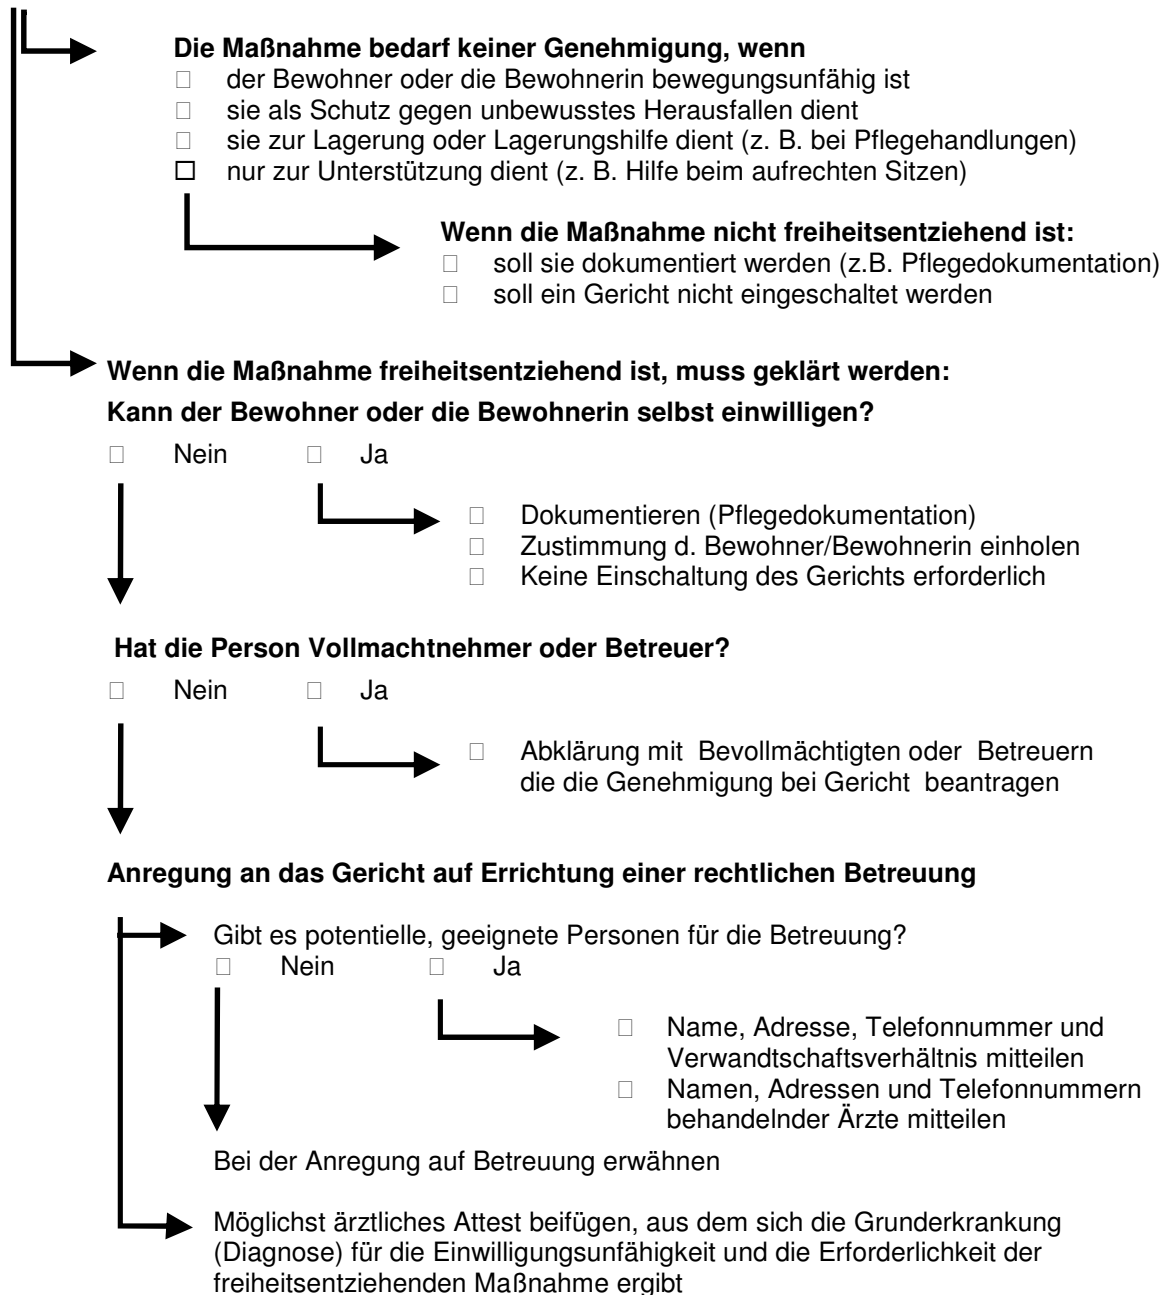 Die Maßnahme bedarf keiner Genehmigung, wenn
☐ der Bewohner oder die Bewohnerin bewegungsunfähig ist
☐ sie als Schutz gegen unbewusstes Herausfallen dient
☐ sie zur Lagerung oder Lagerungshilfe dient (z. B. bei Pflegehandlungen)
☐ nur zur Unterstützung dient (z. B. Hilfe beim aufrechten Sitzen)
Wenn die Maßnahme nicht freiheitsentziehend ist:
☐ soll sie dokumentiert werden (z.B. Pflegedokumentation)
☐ soll ein Gericht nicht eingeschaltet werden
Wenn die Maßnahme freiheitsentziehend ist, muss geklärt werden:
Kann der Bewohner oder die Bewohnerin selbst einwilligen?
☐ Nein ☐ Ja
☐ Dokumentieren (Pflegedokumentation)
☐ Zustimmung d. Bewohner/Bewohnerin einholen
☐ Keine Einschaltung des Gerichts erforderlich
Hat die Person Vollmachtnehmer oder Betreuer?
☐ Nein ☐ Ja
☐ Abklärung mit Bevollmächtigten oder Betreuern
die die Genehmigung bei Gericht beantragen
Anregung an das Gericht auf Errichtung einer rechtlichen Betreuung
Gibt es potentielle, geeignete Personen für die Betreuung?
☐ Nein ☐ Ja
☐ Name, Adresse, Telefonnummer und
Verwandtschaftsverhältnis mitteilen
☐ Namen, Adressen und Telefonnummern
behandelnder Ärzte mitteilen
Bei der Anregung auf Betreuung erwähnen
Möglichst ärztliches Attest beifügen, aus dem sich die Grunderkrankung
(Diagnose) für die Einwilligungsunfähigkeit und die Erforderlichkeit der
freiheitsentziehenden Maßnahme ergibt